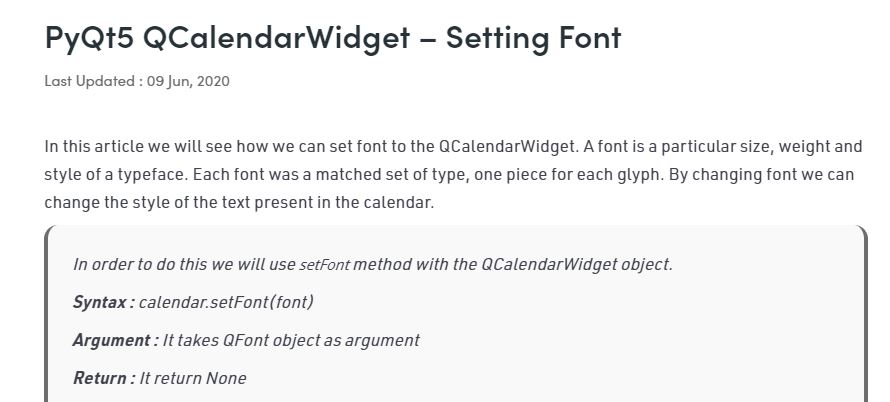 PyQt5 QCalendarWidget – Setting Font
Last Updated : 09 Jun, 2020
In this article we will see how we can set font to the QCalendarWidget. A font is a particular size, weight and
style of a typeface. Each font was a matched set of type, one piece for each glyph. By changing font we can
change the style of the text present in the calendar.
In order to do this we will use setFont method with the QCalendarWidget object.
Syntax : calendar.setFont(font)
Argument : It takes QFont object as argument
Return : It return None